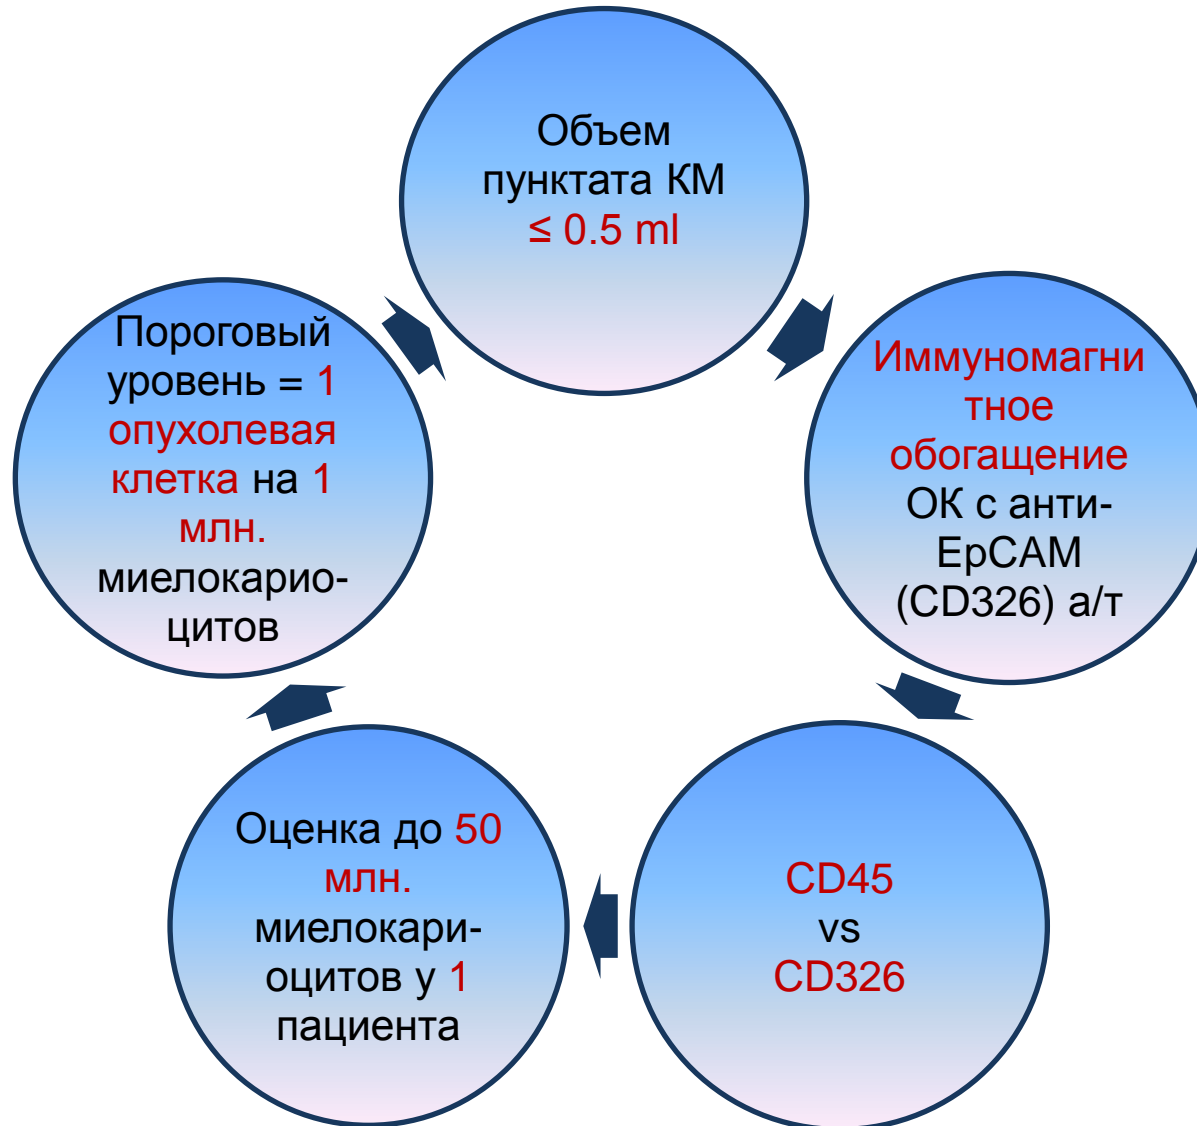 Объем
пунктата КМ
≤ 0.5 ml
Иммуномагни
тное
обогащение
ОК с анти-
EpCAM
(CD326) а/т
CD45
vs
CD326
Оценка до 50
млн.
миелокари-
оцитов у 1
пациента
Пороговый
уровень = 1
опухолевая
клетка на 1
млн.
миелокарио-
цитов